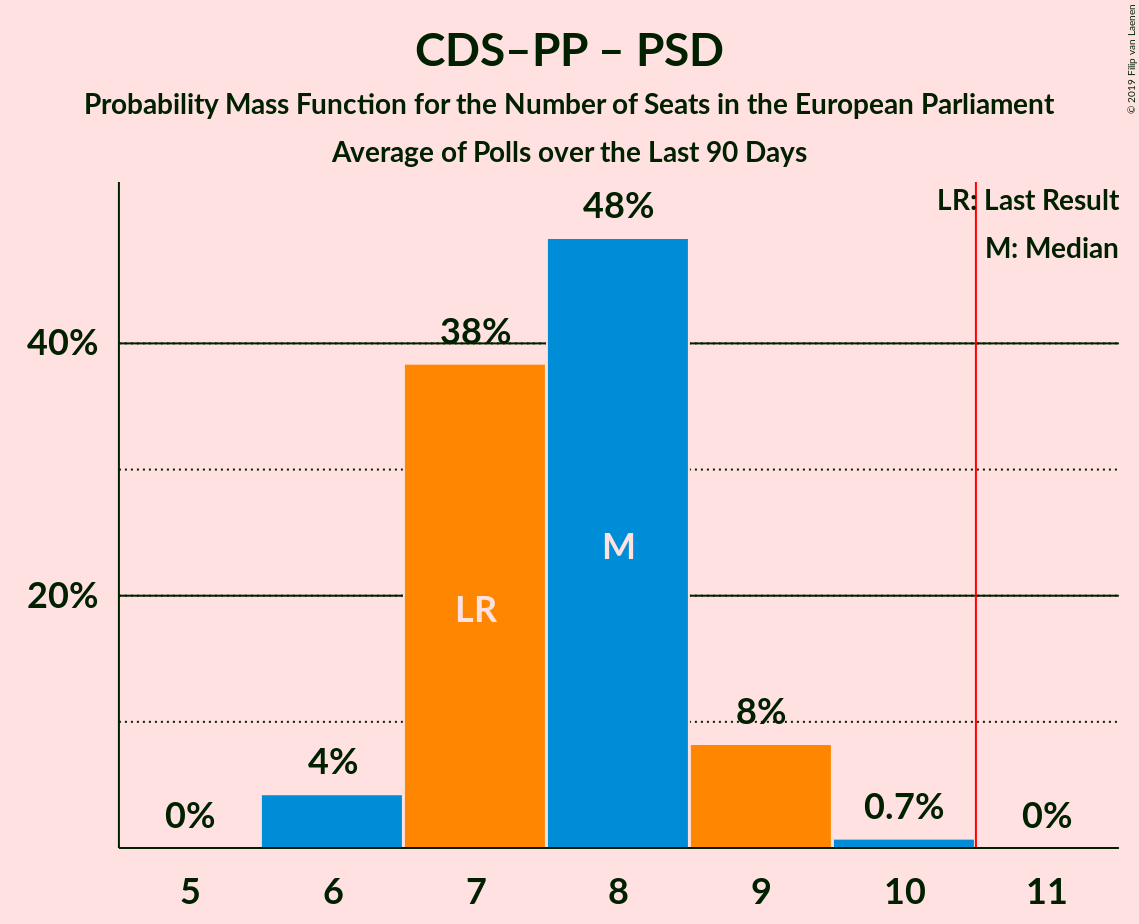 CDS–PP – PSD
Probability Mass Function for the Number of Seats in the European Parliament
Average of Polls over the Last 90 Days
© 2019 Filip van Laenen
LR: Last Result
M: Median
48%
38%
40%
M
LR
20%
8%
4%
0.7%
0%
0%
5 6 7 8 9 10 11